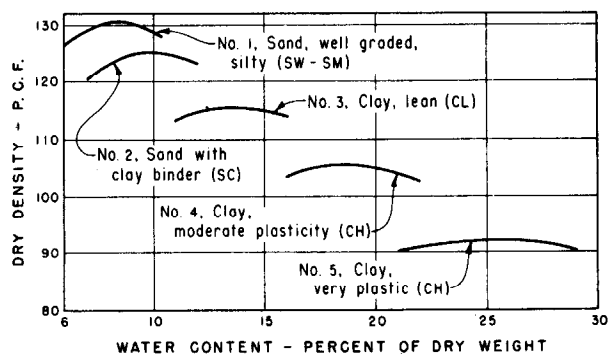 DRY DENSITY – P. C. F.
130
120
110
100
90
80
No. 1, Sand, well graded,
silty (SW – SM)
No. 3, Clay, lean (CL)
No. 2, Sand with
clay binder (SC)
No. 4, Clay,
moderate plasticity (CH)
No. 5, Clay,
very plastic (CH)
6 10 15 20 25 30
WATER CONTENT – PERCENT OF DRY WEIGHT